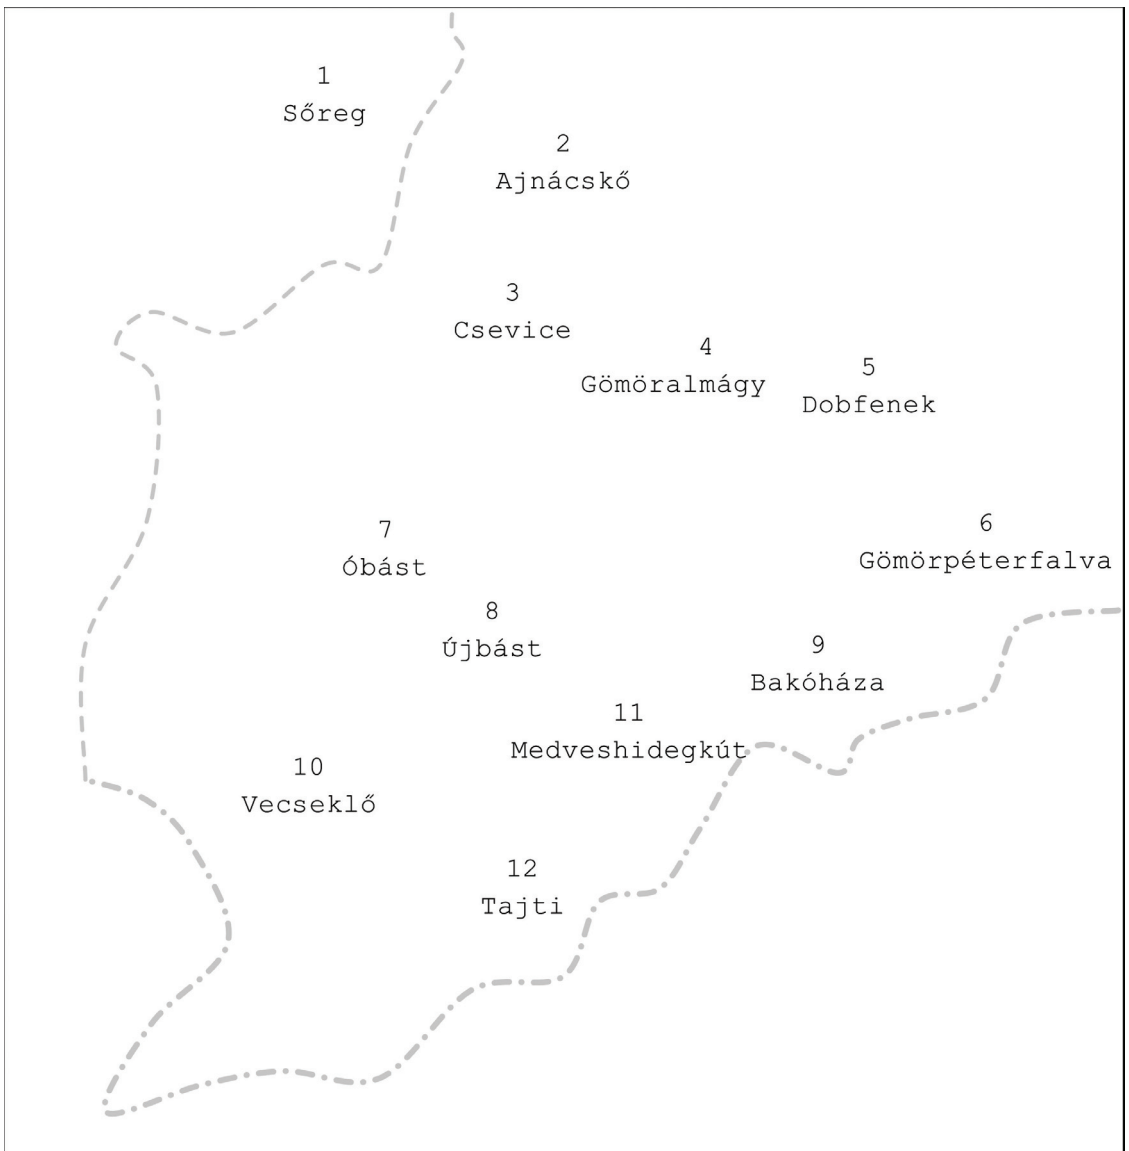 1
Sőreg
2
Ajnácskő
3
Csevice
4
Gömöralmágy
5
Dobfenek
6
Gömörpéterfalva
7
Óbást
8
Újbást
9
Bakóháza
10
Vecseklő
11
Medveshidegkút
12
Tajti